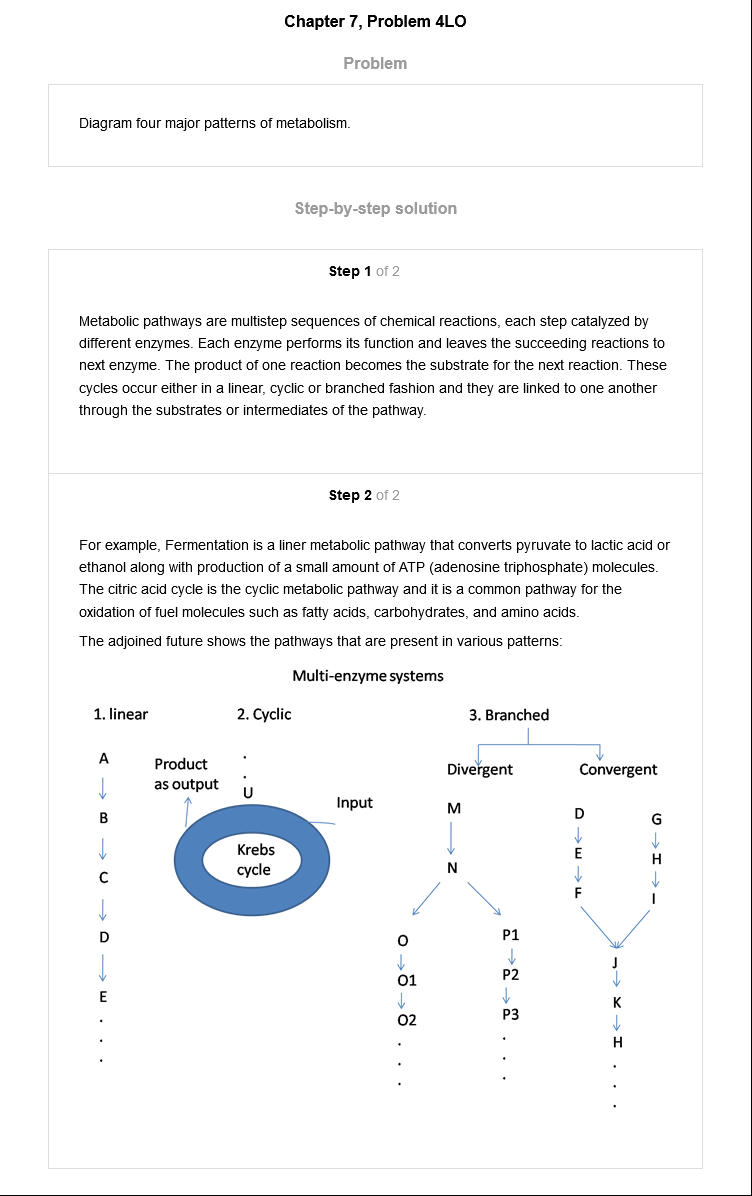 Chapter 7, Problem 4LO
Problem
Diagram four major patterns of metabolism.
Step-by-step solution
Step 1 of 2
Metabolic pathways are multistep sequences of chemical reactions, each step catalyzed by
different enzymes. Each enzyme performs its function and leaves the succeeding reactions to
next enzyme. The product of one reaction becomes the substrate for the next reaction. These
cycles occur either in a linear, cyclic or branched fashion and they are linked to one another
through the substrates or intermediates of the pathway.
Step 2 of 2
For example, Fermentation is a liner metabolic pathway that converts pyruvate to lactic acid or
ethanol along with production of a small amount of ATP (adenosine triphosphate) molecules.
The citric acid cycle is the cyclic metabolic pathway and it is a common pathway for the
oxidation of fuel molecules such as fatty acids, carbohydrates, and amino acids.
The adjoined future shows the pathways that are present in various patterns:
Multi-enzyme systems
1. linear
A
B
C
D
E
.
.
.
2. Cyclic
.
.
U
Product
as output
Input
Krebs
cycle
3. Branched
Divergent
M
N
O
O1
O2
.
.
.
P1
P2
P3
.
.
.
Convergent
D
E
F
G
H
I
J
K
H
.
.
.